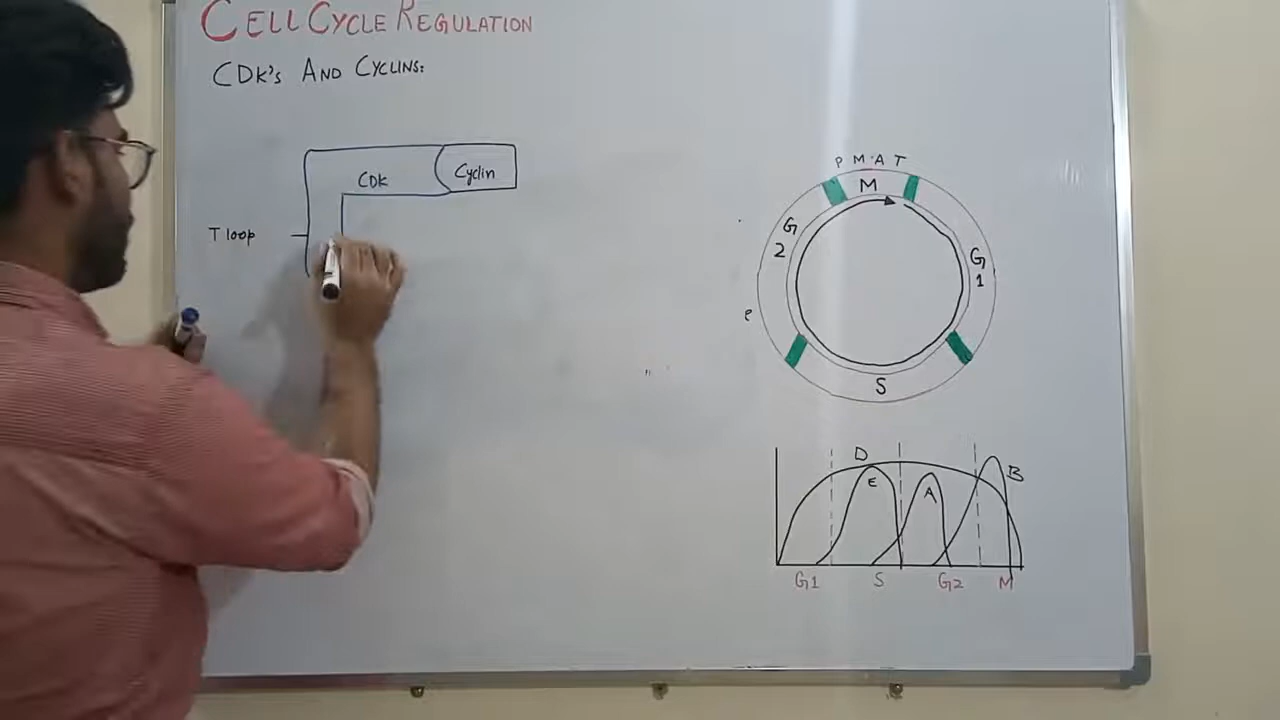 CELL CYCLE REGULATION
CDK's AND CYCLINS:
CDK
Cyclin
T loop
P M A T
M
G2
G1
S
e
D
E
A
B
G1 S G2 M